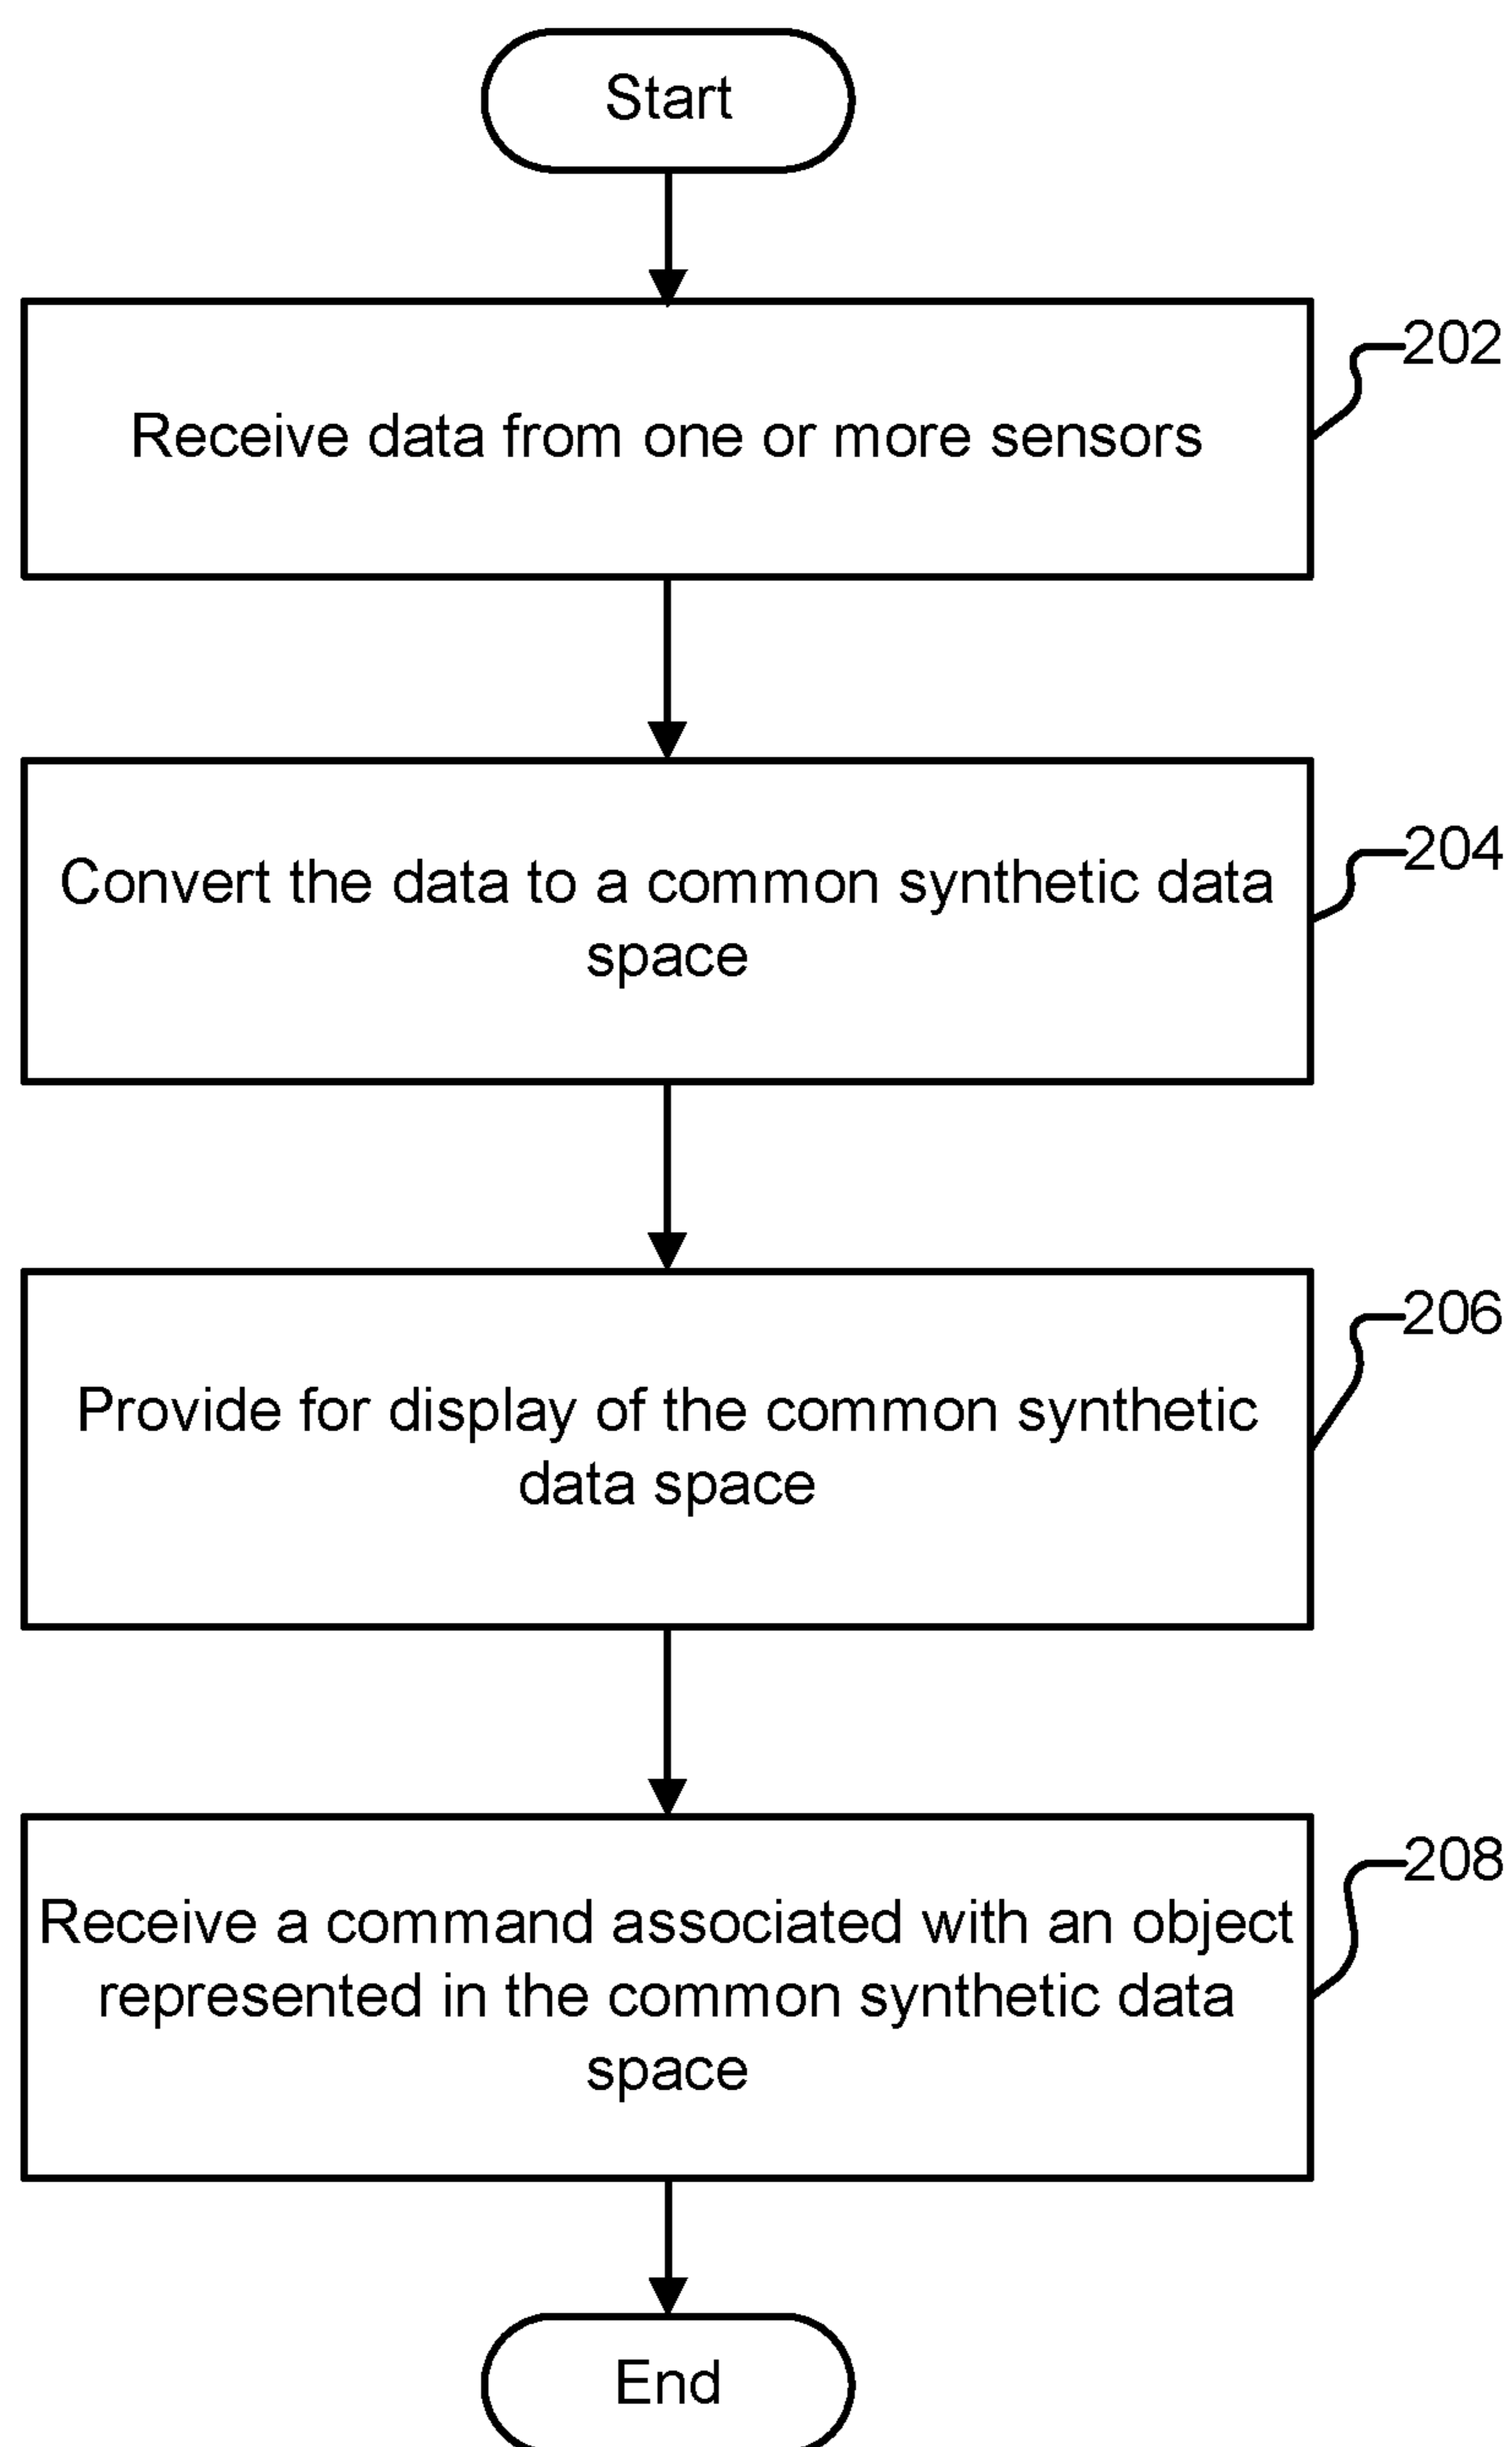 Start
202
Receive data from one or more sensors
204
Convert the data to a common synthetic data
space
206
Provide for display of the common synthetic
data space
208
Receive a command associated with an object
represented in the common synthetic data
space
End